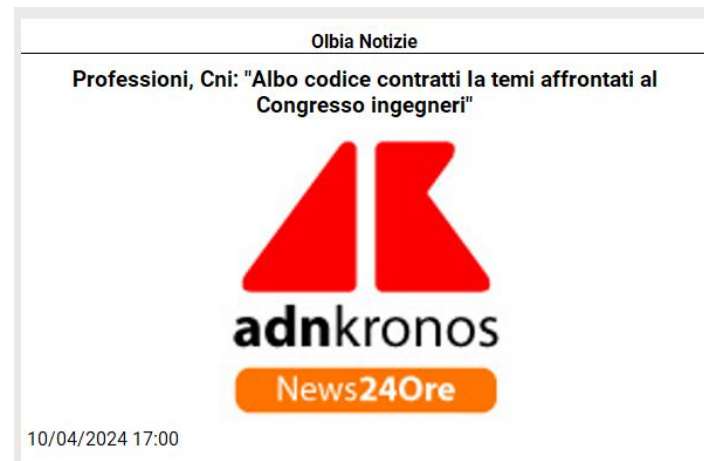 Olbia Notizie
Professioni, Cni: "Albo codice contratti Ia temi affrontati al
Congresso ingegneri"
adnkronos
News24Ore
10/04/2024 17:00